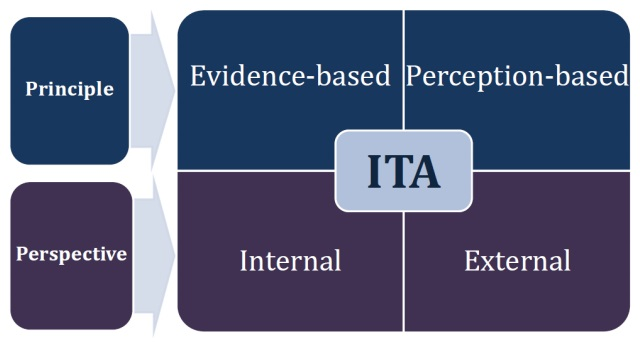 Principle
Evidence-based
Perception-based
ITA
Perspective
Internal
External